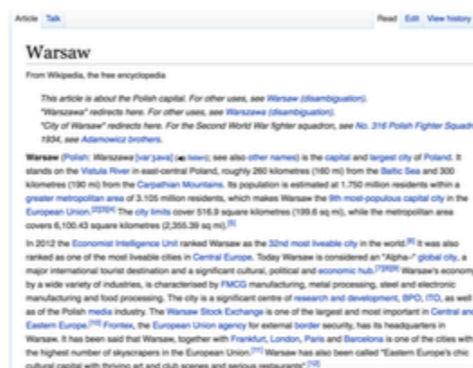 Article Talk Read Edit View history
Warsaw
From Wikipedia, the free encyclopedia
This article is about the Polish capital. For other uses, see Warsaw (disambiguation).
"Warszawa" redirects here. For other uses, see Warszawa (disambiguation).
"City of Warsaw" redirects here. For the Second World War fighter squadron, see No. 316 Polish Fighter Squadr
1934, see Adamowicz brothers.
Warsaw (Polish: Warszawa [varˈʂava] ( listen); see also other names) is the capital and largest city of Poland. It
stands on the Vistula River in east-central Poland, roughly 260 kilometres (160 mi) from the Baltic Sea and 300
kilometres (190 mi) from the Carpathian Mountains. Its population is estimated at 1.750 million residents within a
greater metropolitan area of 3.105 million residents, which makes Warsaw the 9th most-populous capital city in the
European Union.[2][3][4] The city limits cover 516.9 square kilometres (199.6 sq mi), while the metropolitan area
covers 6,100.43 square kilometres (2,355.39 sq mi).[5]
In 2012 the Economist Intelligence Unit ranked Warsaw as the 32nd most liveable city in the world.[6] It was also
ranked as one of the most liveable cities in Central Europe. Today Warsaw is considered an "Alpha–" global city, a
major international tourist destination and a significant cultural, political and economic hub.[7][8][9] Warsaw's econom
by a wide variety of industries, is characterised by FMCG manufacturing, metal processing, steel and electronic
manufacturing and food processing. The city is a significant centre of research and development, BPO, ITO, as well
as of the Polish media industry. The Warsaw Stock Exchange is one of the largest and most important in Central and
Eastern Europe.[10] Frontex, the European Union agency for external border security, has its headquarters in
Warsaw. It has been said that Warsaw, together with Frankfurt, London, Paris and Barcelona is one of the cities with
the highest number of skyscrapers in the European Union.[11] Warsaw has also been called "Eastern Europe's chic
cultural capital with thriving art and club scenes and serious restaurants".[12]